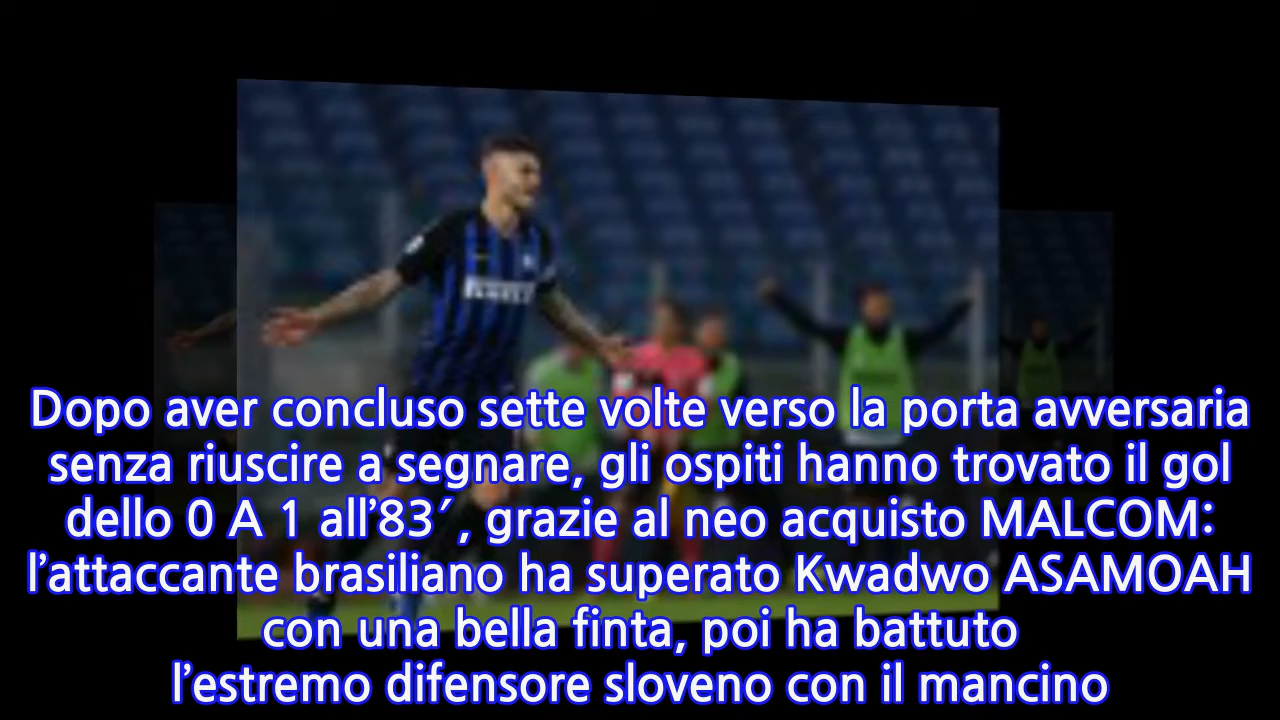 Dopo aver concluso sette volte verso la porta avversaria
senza riuscire a segnare, gli ospiti hanno trovato il gol
dello 0 A 1 all’83′, grazie al neo acquisto MALCOM:
l’attaccante brasiliano ha superato Kwadwo ASAMOAH
con una bella finta, poi ha battuto
l’estremo difensore sloveno con il mancino